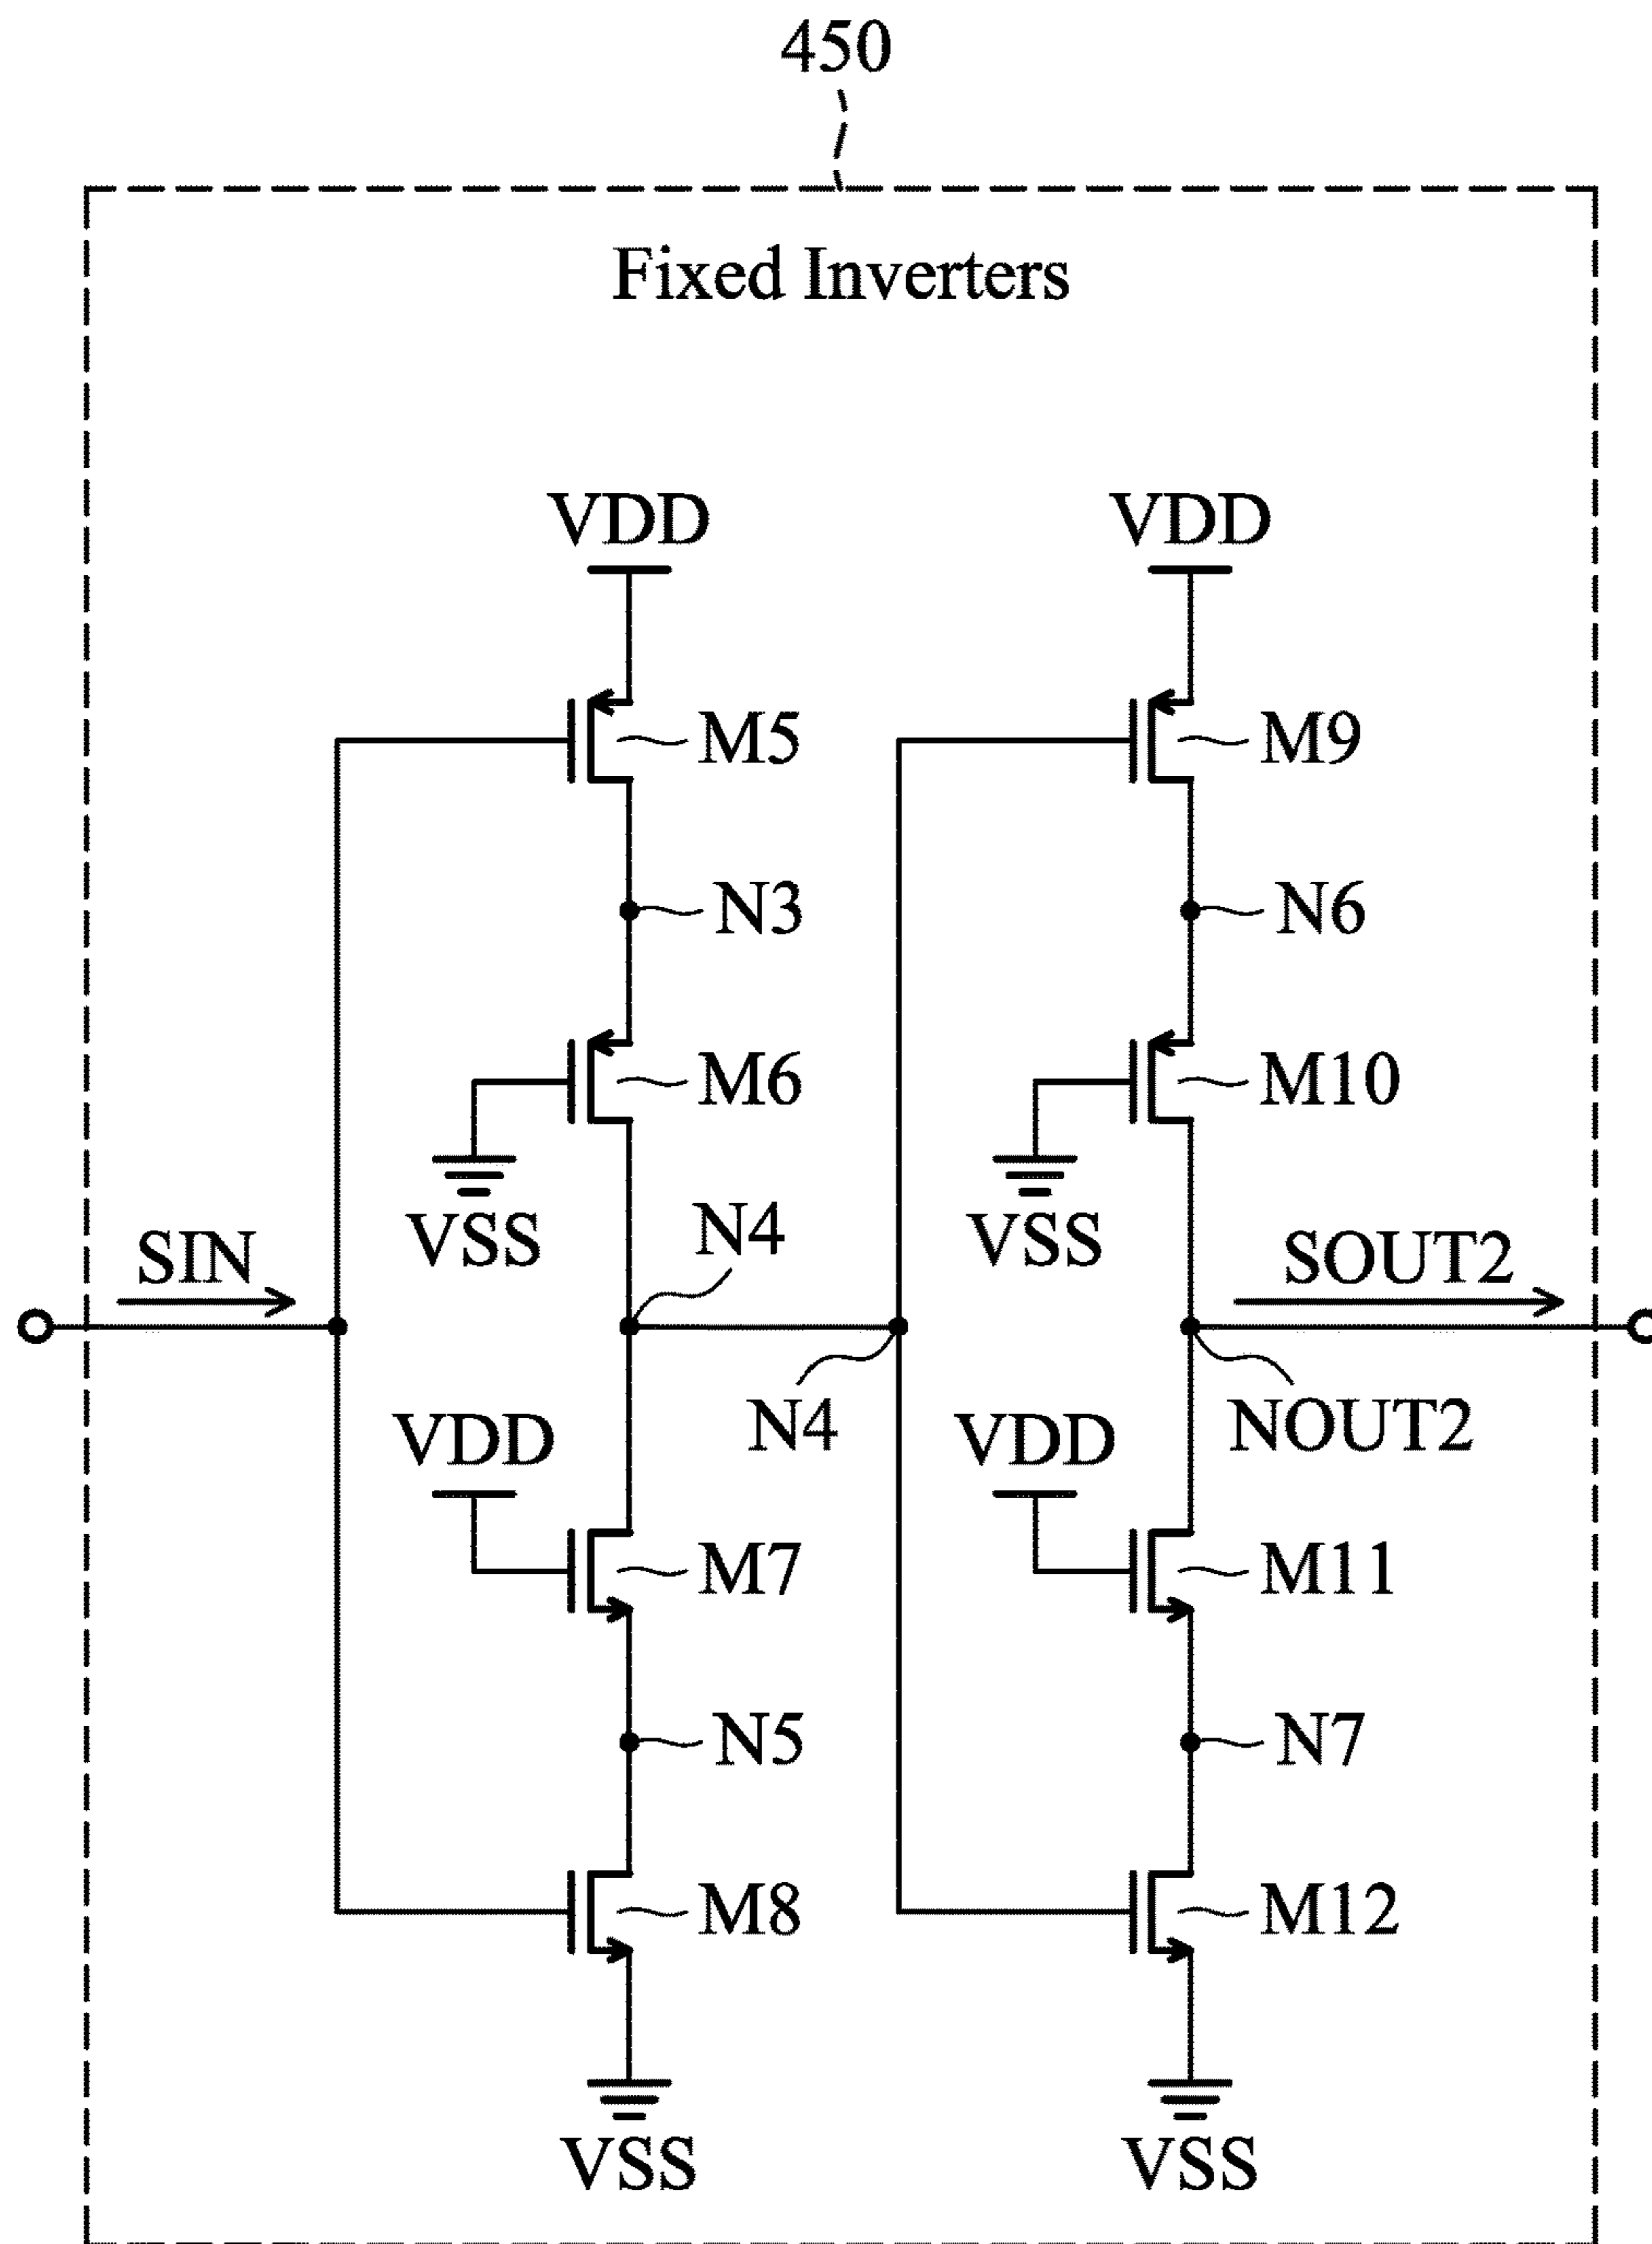 450
Fixed Inverters
VDD VDD
M5 M9
N3 N6
M6 M10
N4
VSS VSS
SIN SOUT2
N4 NOUT2
VDD VDD
M7 M11
N5 N7
M8 M12
VSS VSS